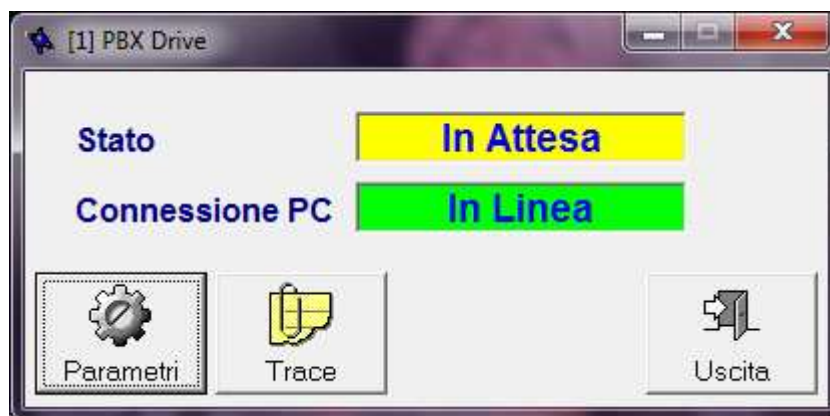 [1] PBX Drive
Stato In Attesa
Connessione PC In Linea
Parametri Trace Uscita